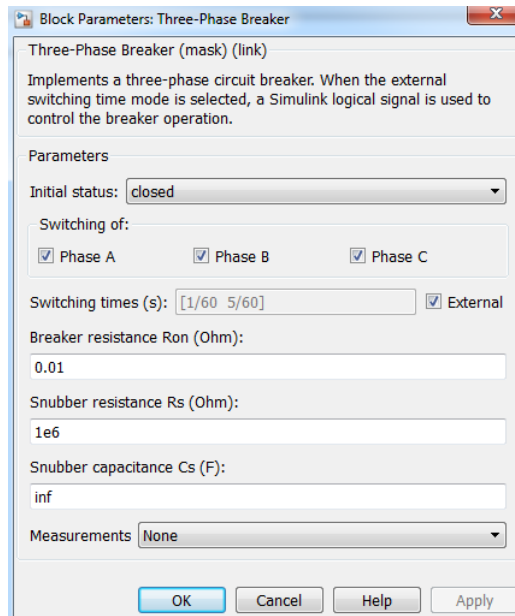 Block Parameters: Three-Phase Breaker
Three-Phase Breaker (mask) (link)
Implements a three-phase circuit breaker. When the external
switching time mode is selected, a Simulink logical signal is used to
control the breaker operation.
Parameters
Initial status: closed
Switching of:
Phase A Phase B Phase C
Switching times (s): [1/60 5/60] External
Breaker resistance Ron (Ohm):
0.01
Snubber resistance Rs (Ohm):
1e6
Snubber capacitance Cs (F):
inf
Measurements None
OK Cancel Help Apply